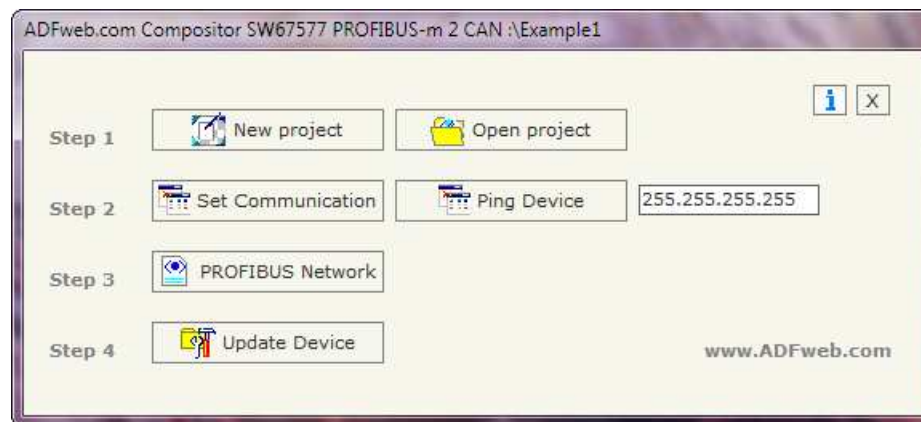 ADFweb.com Compositor SW67577 PROFIBUS-m 2 CAN :\Example1
i X
Step 1 New project Open project
Step 2 Set Communication Ping Device 255.255.255.255
Step 3 PROFIBUS Network
Step 4 Update Device
www.ADFweb.com